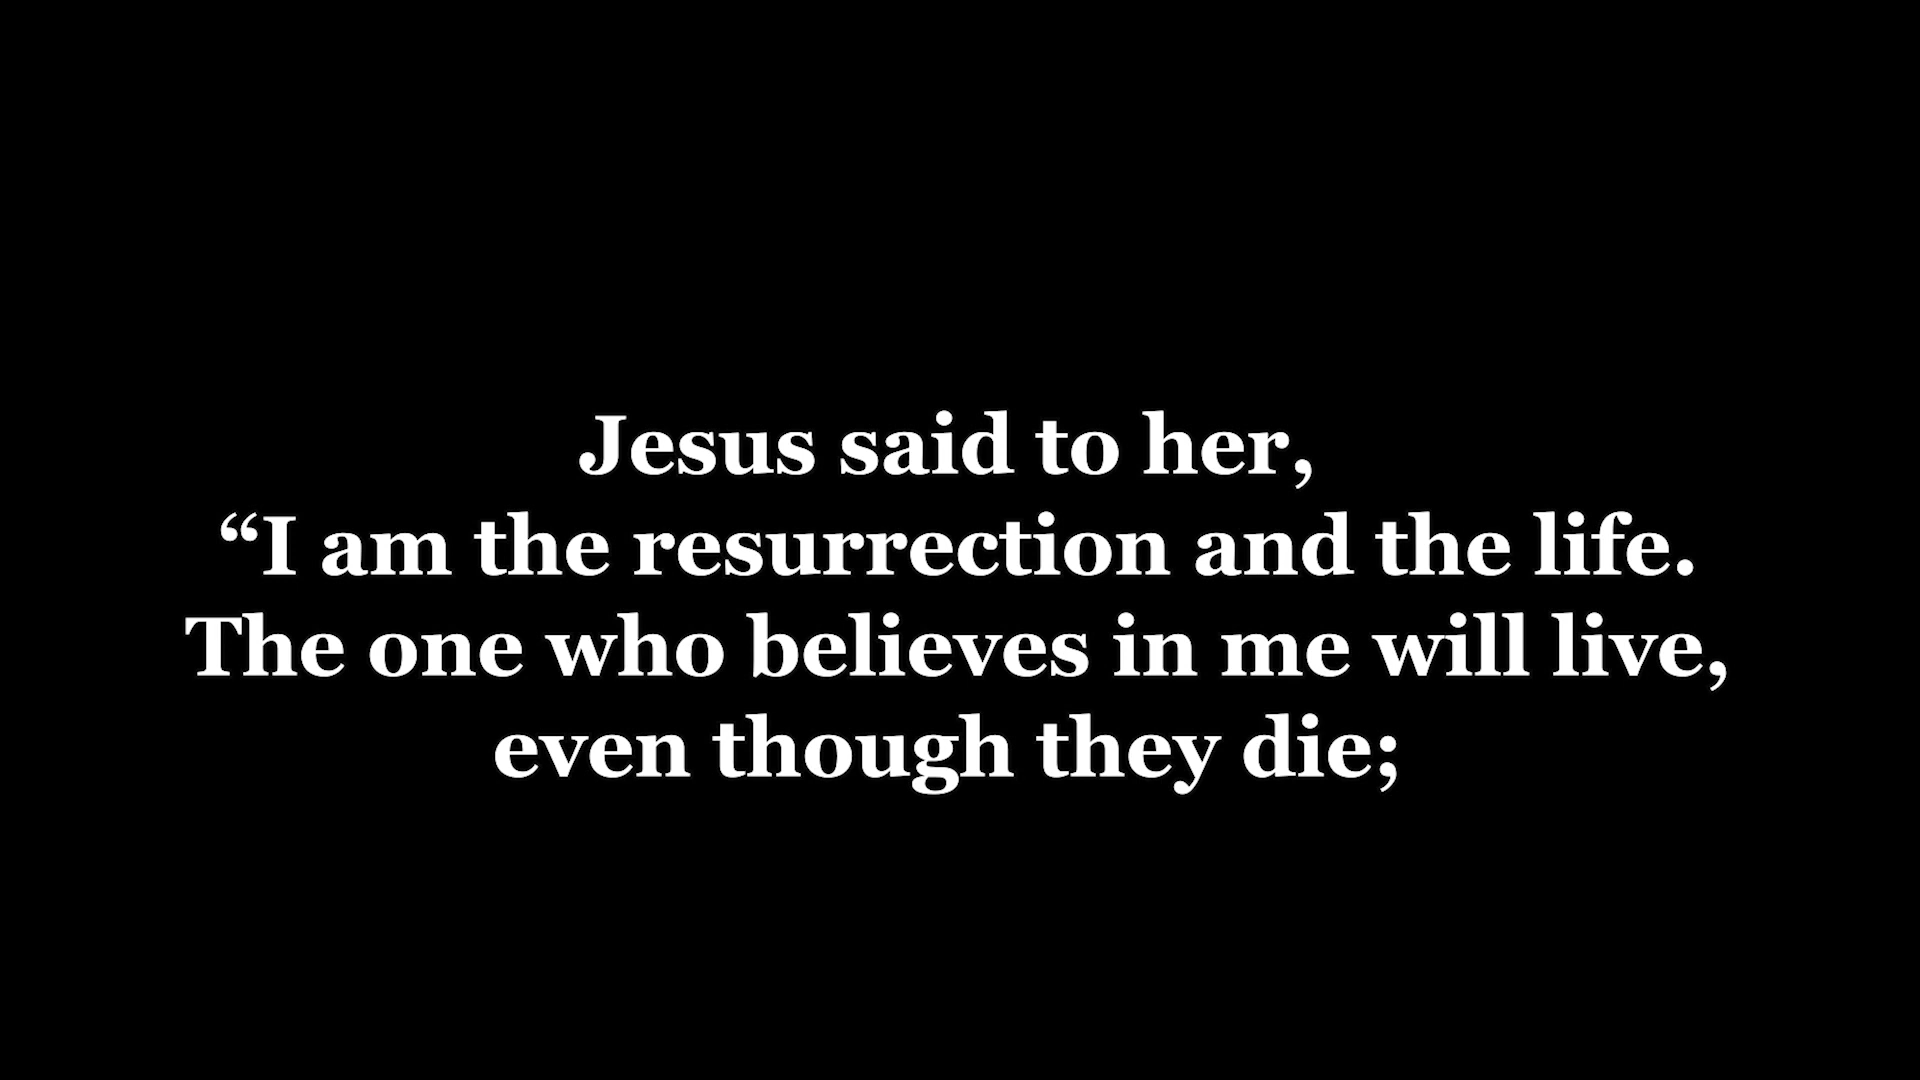 Jesus said to her,
“I am the resurrection and the life.
The one who believes in me will live,
even though they die;